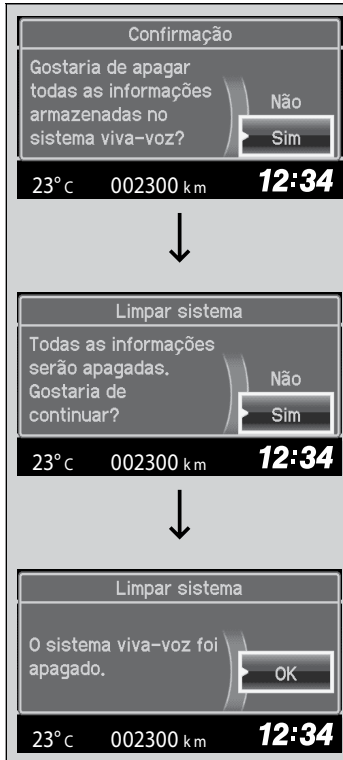 Confirmação
Gostaria de apagar
todas as informações
armazenadas no
sistema viva-voz?
Não
Sim
23°c 002300 km 12:34
Limpar sistema
Todas as informações
serão apagadas.
Gostaria de
continuar?
Não
Sim
23°c 002300 km 12:34
Limpar sistema
O sistema viva-voz foi
apagado.
OK
23°c 002300 km 12:34